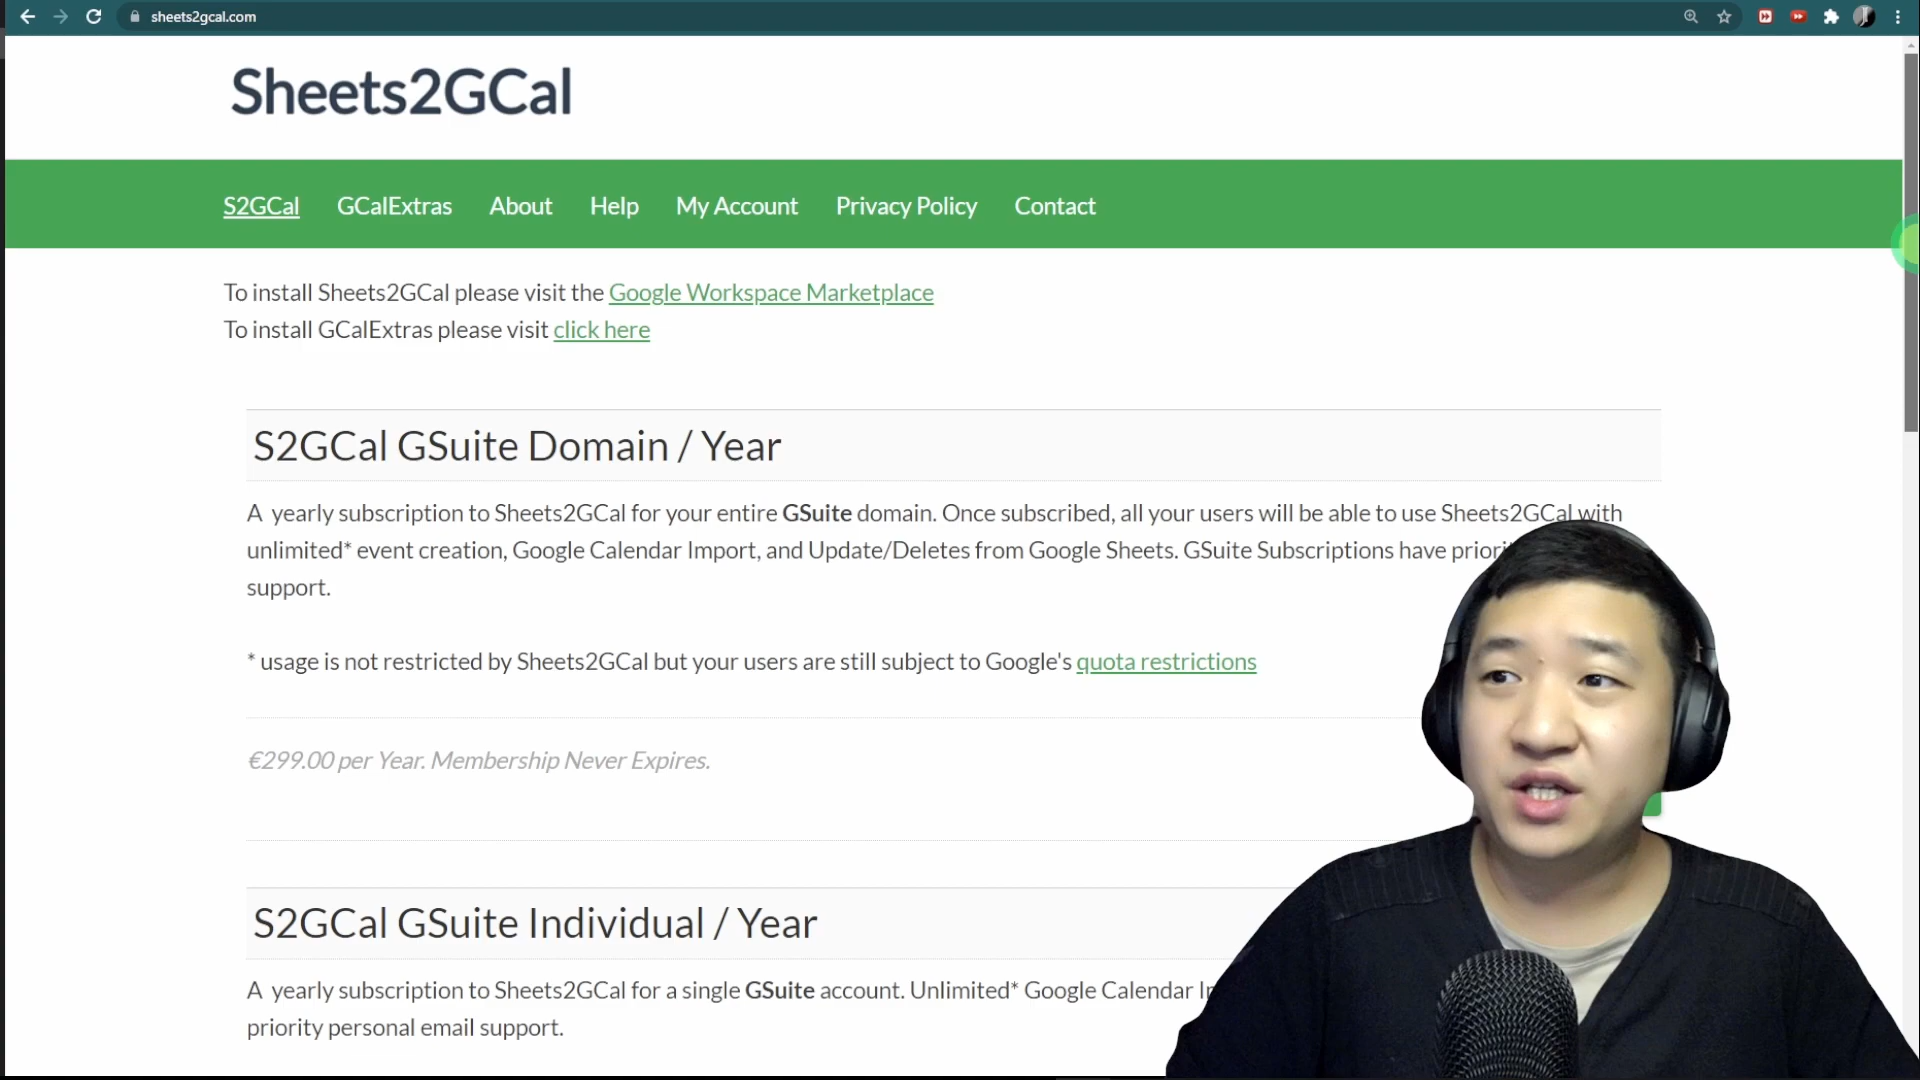 sheets2gcal.com
Sheets2GCal
S2GCal GCalExtras About Help My Account Privacy Policy Contact
To install Sheets2GCal please visit the Google Workspace Marketplace
To install GCalExtras please visit click here
S2GCal GSuite Domain / Year
A yearly subscription to Sheets2GCal for your entire GSuite domain. Once subscribed, all your users will be able to use Sheets2GCal with
unlimited* event creation, Google Calendar Import, and Update/Deletes from Google Sheets. GSuite Subscriptions have
support.
* usage is not restricted by Sheets2GCal but your users are still subject to Google's quota restrictions
€299.00 per Year. Membership Never Expires.
S2GCal GSuite Individual / Year
A yearly subscription to Sheets2GCal for a single GSuite account. Unlimited* Google Calendar
priority personal email support.